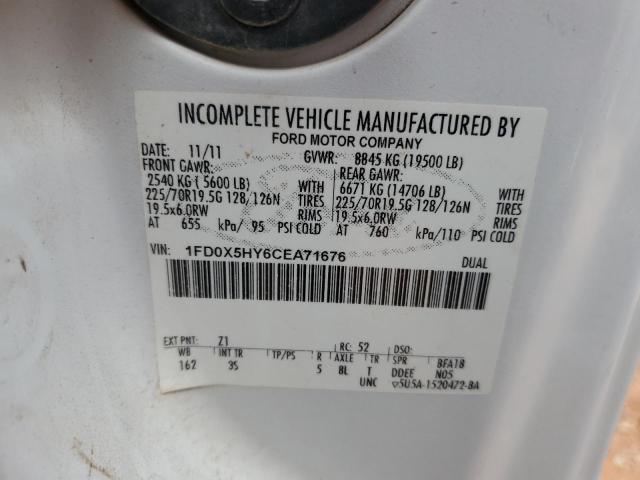 INCOMPLETE VEHICLE MANUFACTURED BY
FORD MOTOR COMPANY
DATE: 11/11 GVWR: 8845 KG (19500 LB)
FRONT GAWR: REAR GAWR:
2540 KG ( 5600 LB) WITH 6671 KG (14706 LB) WITH
225/70R19.5G 128/126N TIRES 225/70R19.5G 128/126N TIRES
19.5x6.0RW RIMS 19.5x6.0RW RIMS
AT 655 kPa/ 95 PSI COLD AT 760 kPa/110 PSI COLD
VIN: 1FD0X5HY6CEA71676 DUAL
EXT PNT: Z1 RC: 52 DSO:
WB INT TR TP/PS R AXLE TR SPR BFA18
162 3S 5 8L T DDEE N05
UNC ▽5U5A-1520472-BA